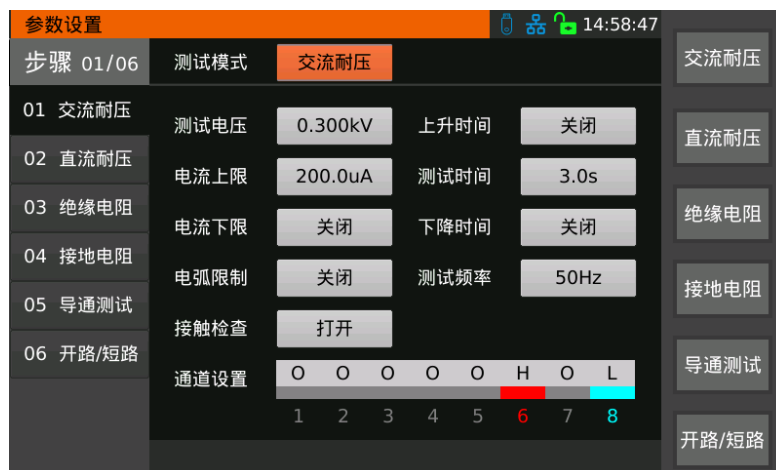 参数设置 14:58:47
步骤 01/06
01 交流耐压
02 直流耐压
03 绝缘电阻
04 接地电阻
05 导通测试
06 开路/短路
测试模式 交流耐压
测试电压 0.300kV 上升时间 关闭
电流上限 200.0uA 测试时间 3.0s
电流下限 关闭 下降时间 关闭
电弧限制 关闭 测试频率 50Hz
接触检查 打开
通道设置 O O O O O H O L
1 2 3 4 5 6 7 8
交流耐压
直流耐压
绝缘电阻
接地电阻
导通测试
开路/短路